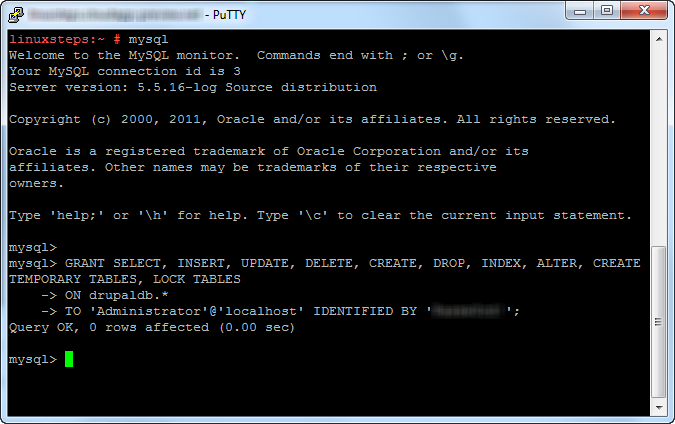 - PuTTY
linuxsteps:~ # mysql
Welcome to the MySQL monitor.  Commands end with ; or \g.
Your MySQL connection id is 3
Server version: 5.5.16-log Source distribution
Copyright (c) 2000, 2011, Oracle and/or its affiliates. All rights reserved.
Oracle is a registered trademark of Oracle Corporation and/or its
affiliates. Other names may be trademarks of their respective
owners.
Type 'help;' or '\h' for help. Type '\c' to clear the current input statement.
mysql>
mysql> GRANT SELECT, INSERT, UPDATE, DELETE, CREATE, DROP, INDEX, ALTER, CREATE
TEMPORARY TABLES, LOCK TABLES
    -> ON drupaldb.*
    -> TO 'Administrator'@'localhost' IDENTIFIED BY '         ';
Query OK, 0 rows affected (0.00 sec)
mysql>